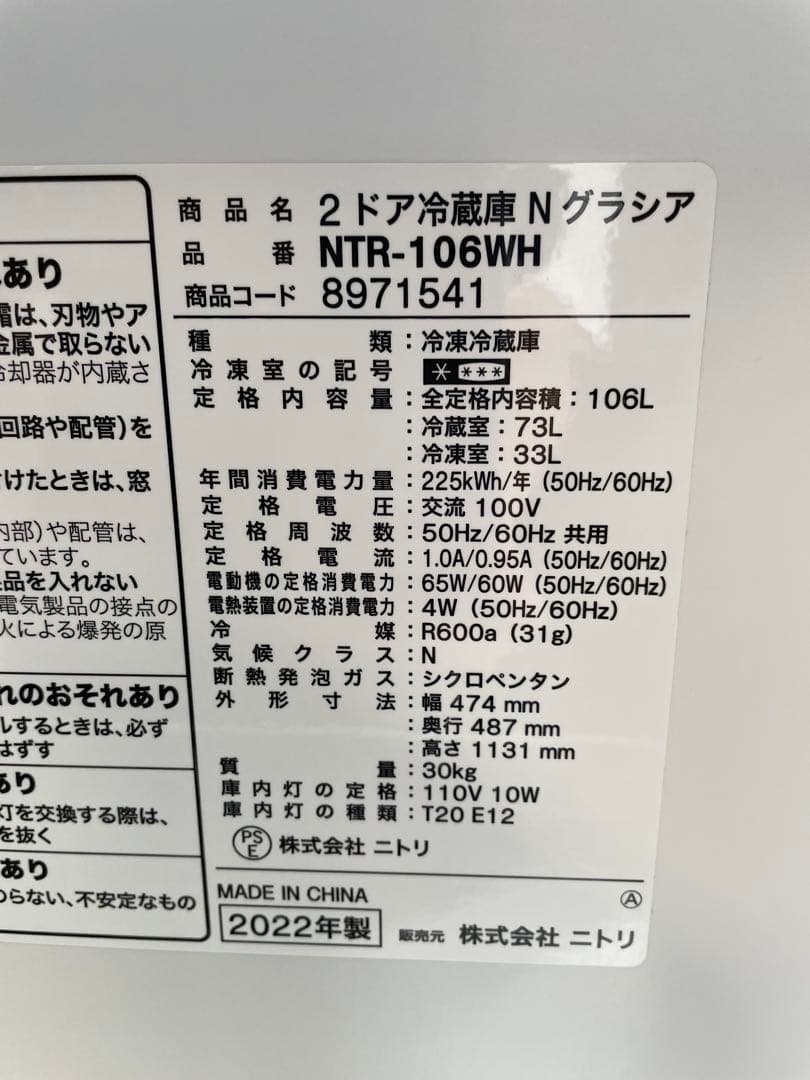 あり
霜は、刃物やア
金属で取らない
冷却器が内蔵さ
回路や配管)を
けたときは、窓
内部)や配管は、
ています。
品を入れない
電気製品の接点の
火による爆発の原
れのおそれあり
ルするときは、必ず
はずす
あり
灯を交換する際は、
を抜く
あり
わらない、不安定なもの
商品名 2ドア冷蔵庫Nグラシア
品番 NTR-106WH
商品コード 8971541
種類:冷凍冷蔵庫
冷凍室の記号 * ***
定格内容量:全定格内容積:106L
:冷蔵室:73L
:冷凍室:33L
年間消費電力量:225kWh/年 (50Hz/60Hz)
定格電圧:交流 100V
定格周波数:50Hz/60Hz 共用
定格電流:1.0A/0.95A (50Hz/60Hz)
電動機の定格消費電力:65W/60W (50Hz/60Hz)
電熱装置の定格消費電力:4W (50Hz/60Hz)
冷媒:R600a (31g)
気候クラス:N
断熱発泡ガス:シクロペンタン
外形寸法:幅 474 mm
:奥行 487 mm
:高さ 1131 mm
質量:30kg
庫内灯の定格:110V 10W
庫内灯の種類:T20 E12
PSE 株式会社 ニトリ
MADE IN CHINA Ⓐ
2022年製 販売元 株式会社 ニトリ